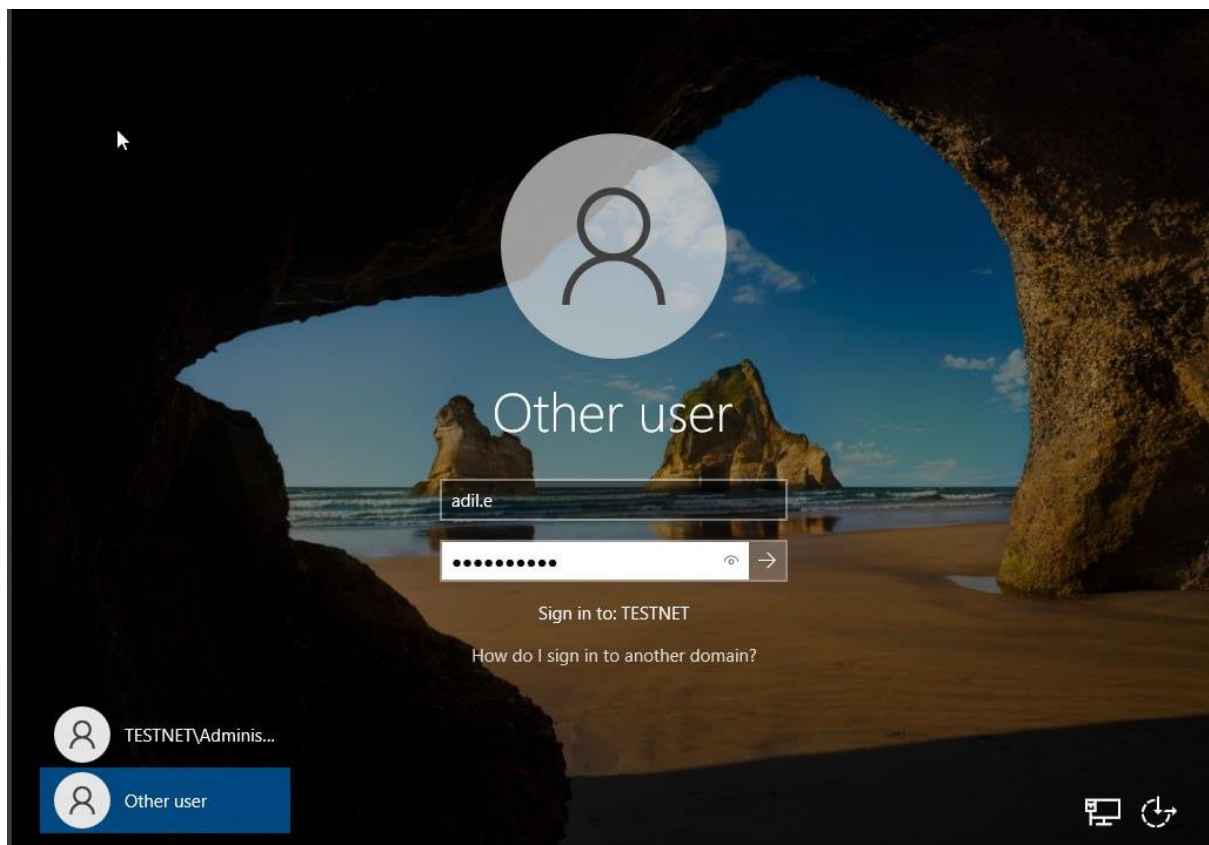 Other user
adil.e
••••••••••
Sign in to: TESTNET
How do I sign in to another domain?
TESTNET\Adminis...
Other user